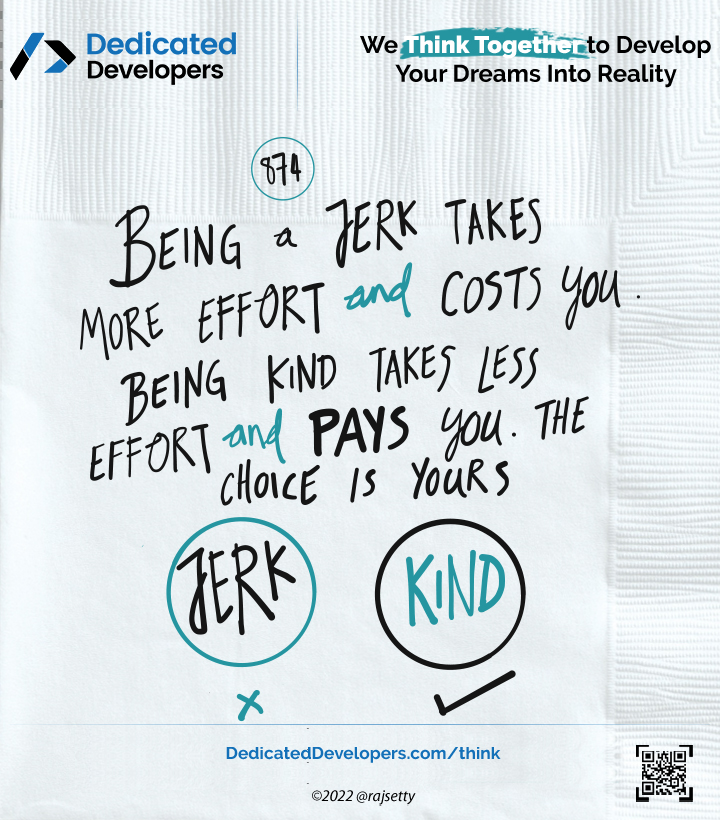 Dedicated
Developers
We Think Together to Develop
Your Dreams Into Reality
874
BEING a JERK TAKES
MORE EFFORT and COSTS YOU.
BEING KIND TAKES LESS
EFFORT and PAYS YOU. THE
CHOICE IS YOURS
JERK
KIND
DedicatedDevelopers.com/think
©2022 @rajsetty